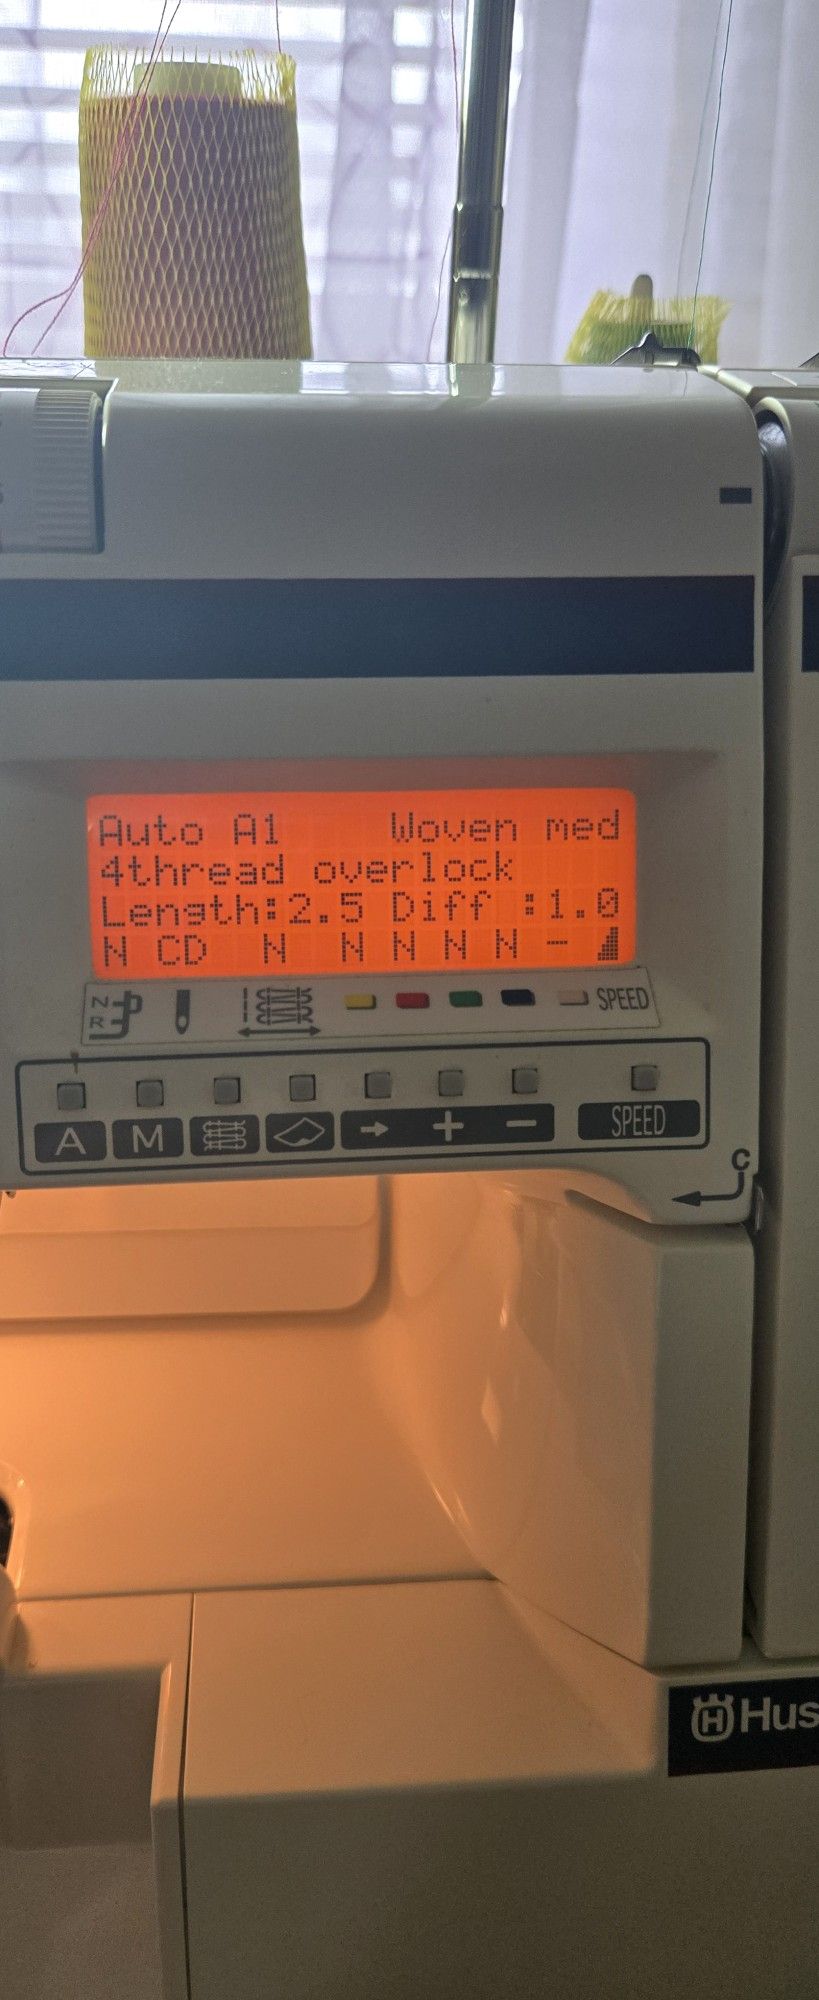 Auto A1 Woven med
4thread overlock
Length:2.5 Diff :1.0
N CD N N N N N -
N
R
SPEED
A M + - SPEED
C
H Hus